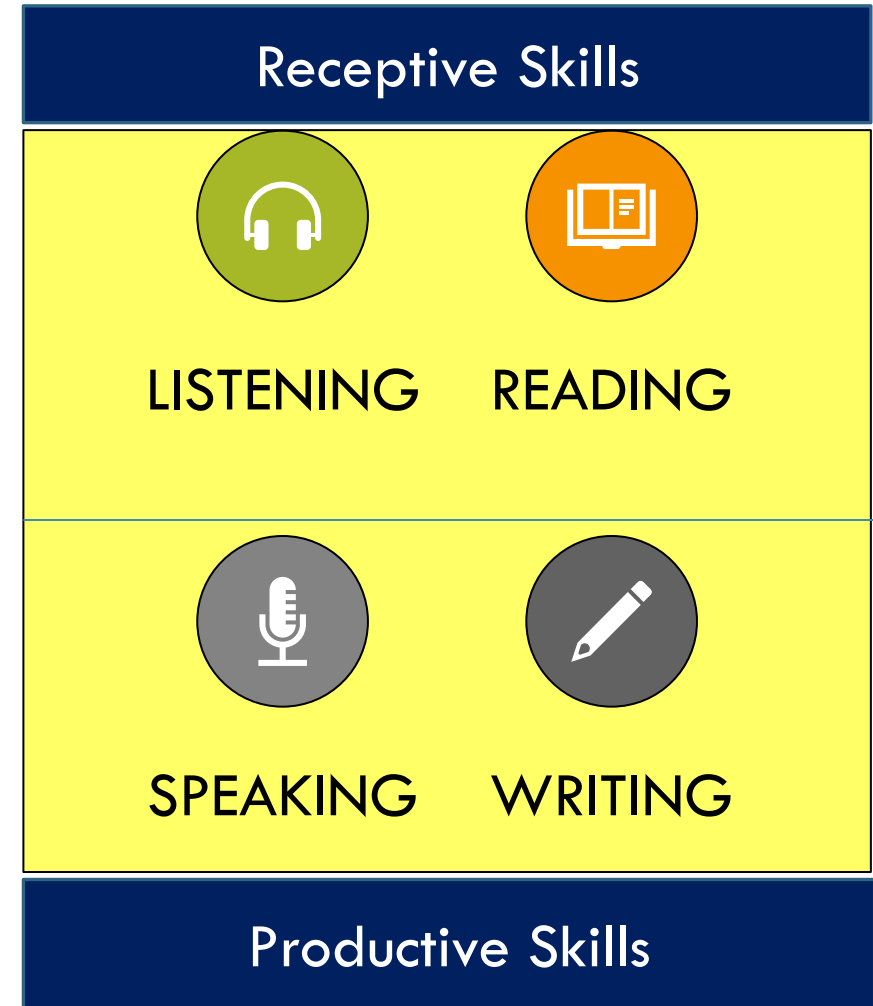 Receptive Skills
LISTENING READING
SPEAKING WRITING
Productive Skills